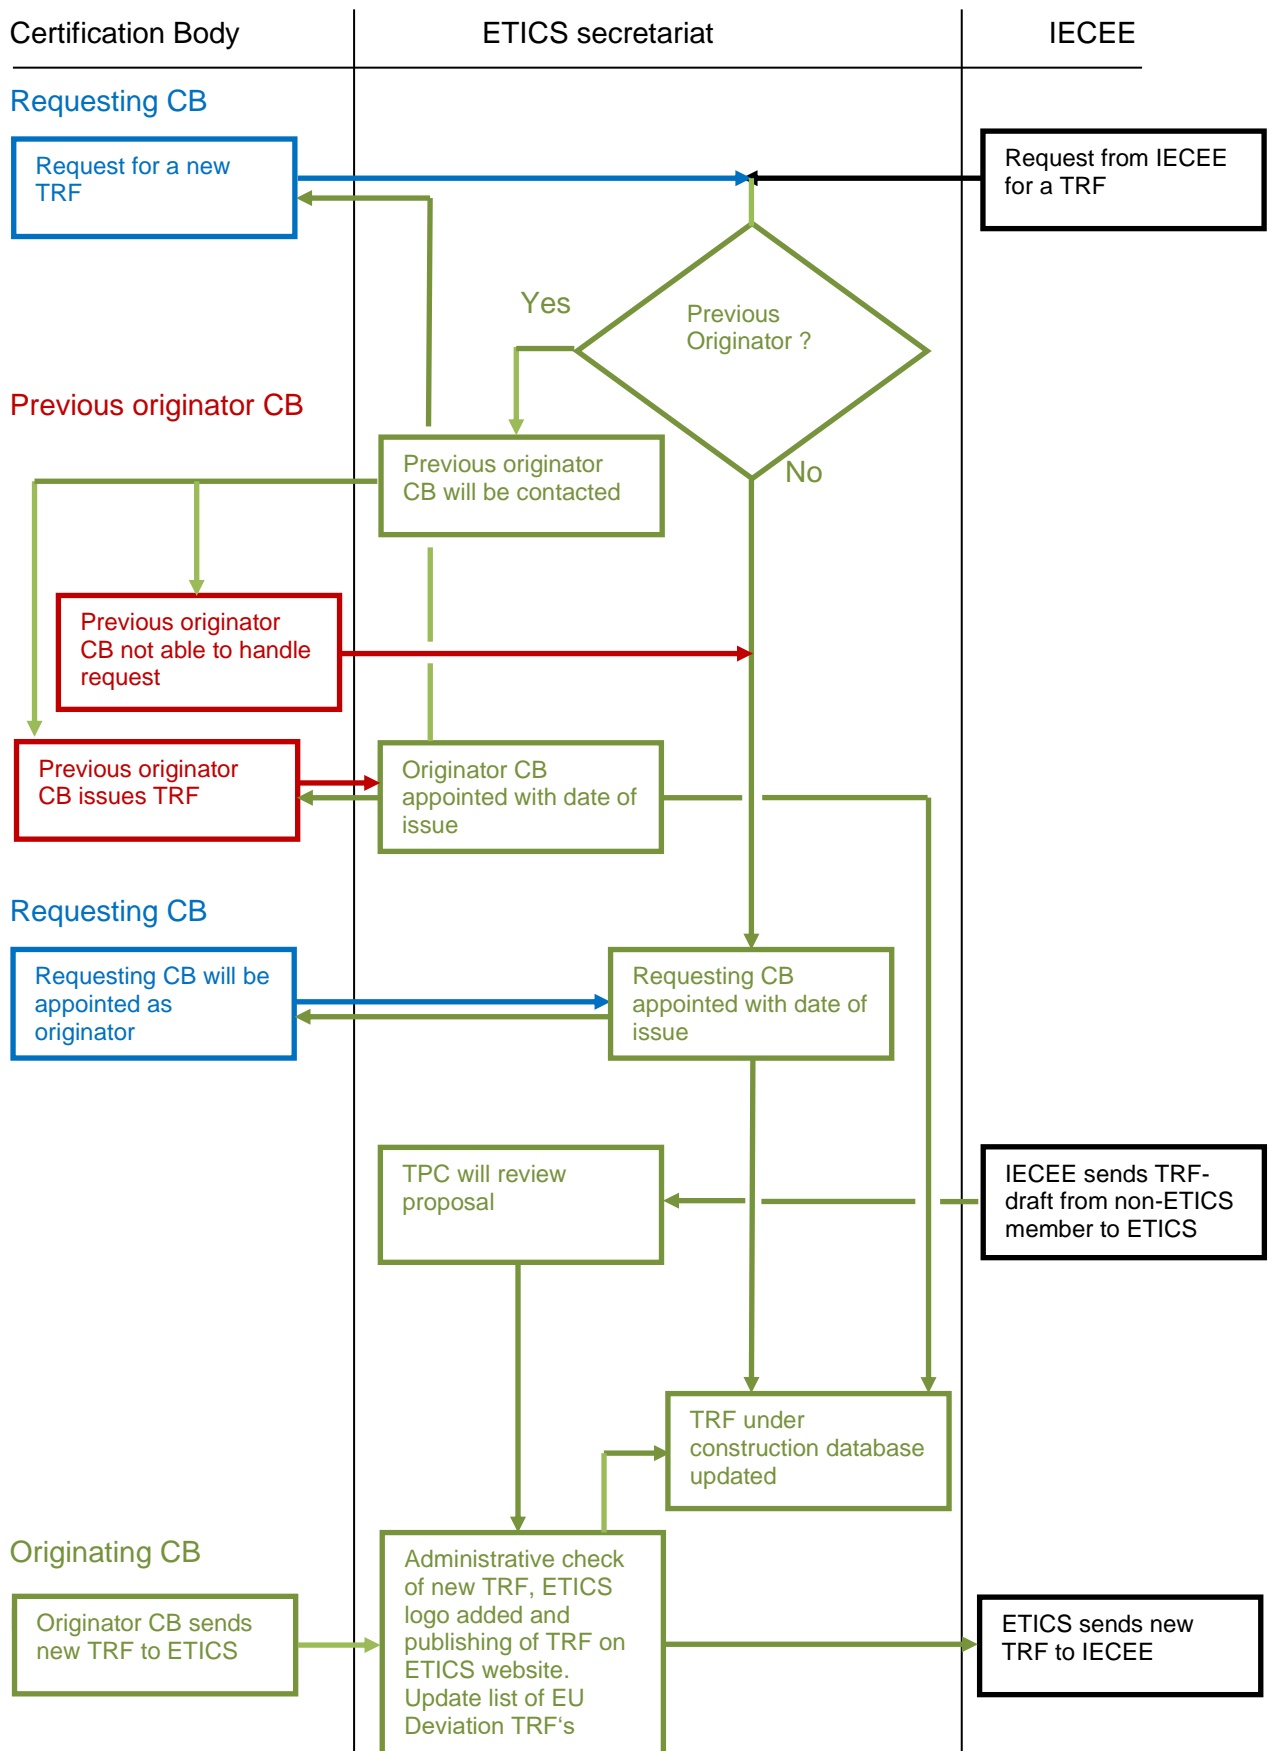 Certification Body
ETICS secretariat
IECEE
Requesting CB
Request for a new
TRF
Request from IECEE
for a TRF
Yes
Previous
Originator ?
Previous originator CB
Previous originator
CB will be contacted
No
Previous originator
CB not able to handle
request
Previous originator
CB issues TRF
Originator CB
appointed with date of
issue
Requesting CB
Requesting CB will be
appointed as
originator
Requesting CB
appointed with date of
issue
TPC will review
proposal
IECEE sends TRF-
draft from non-ETICS
member to ETICS
TRF under
construction database
updated
Originating CB
Originator CB sends
new TRF to ETICS
Administrative check
of new TRF, ETICS
logo added and
publishing of TRF on
ETICS website.
Update list of EU
Deviation TRF‘s
ETICS sends new
TRF to IECEE